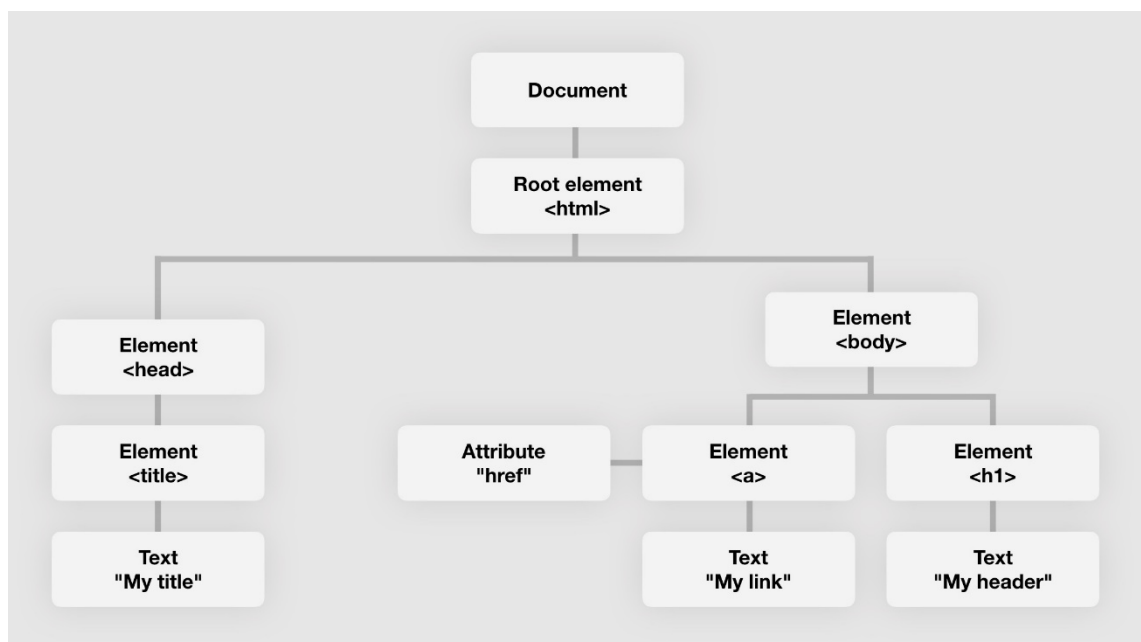 Document
Root element
<html>
Element
<head>
Element
<body>
Element
<title>
Attribute
"href"
Element
<a>
Element
<h1>
Text
"My title"
Text
"My link"
Text
"My header"